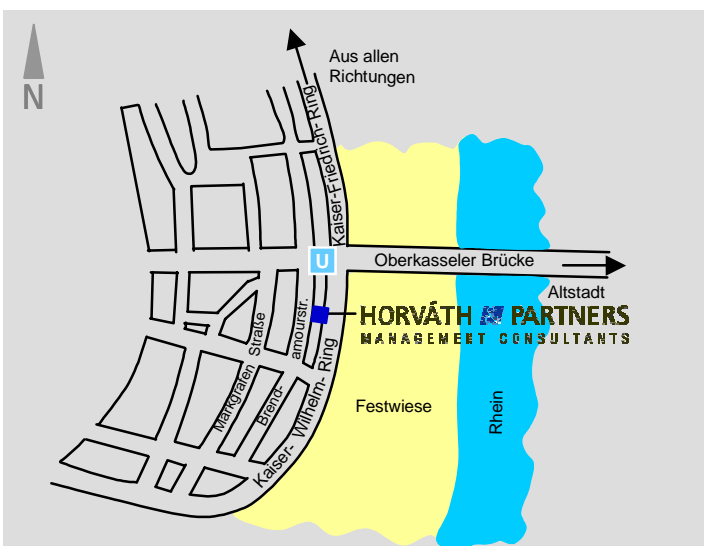 Aus allen
Richtungen
N
Kaiser-Friedrich-Ring
U
Oberkasseler Brücke
Altstadt
HORVÁTH & PARTNERS
MANAGEMENT CONSULTANTS
Markgrafen Straße
Brend-
amourstr.
Kaiser- Wilhelm- Ring
Festwiese
Rhein